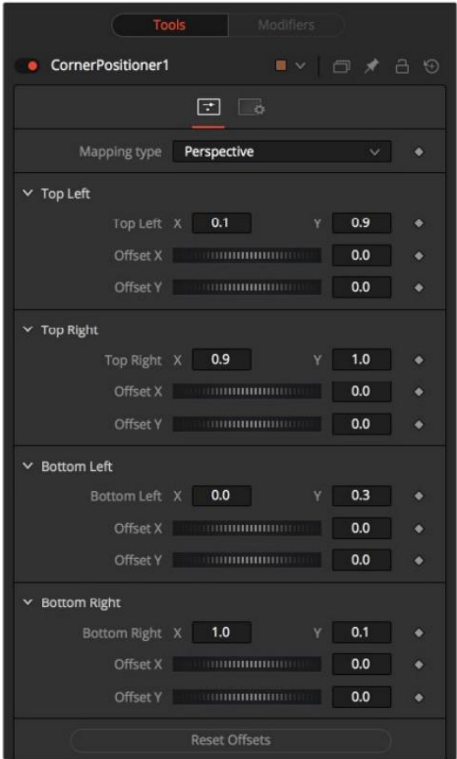 Tools Modifiers
CornerPositioner1
Mapping type Perspective
Top Left
Top Left X 0.1 Y 0.9
Offset X 0.0
Offset Y 0.0
Top Right
Top Right X 0.9 Y 1.0
Offset X 0.0
Offset Y 0.0
Bottom Left
Bottom Left X 0.0 Y 0.3
Offset X 0.0
Offset Y 0.0
Bottom Right
Bottom Right X 1.0 Y 0.1
Offset X 0.0
Offset Y 0.0
Reset Offsets